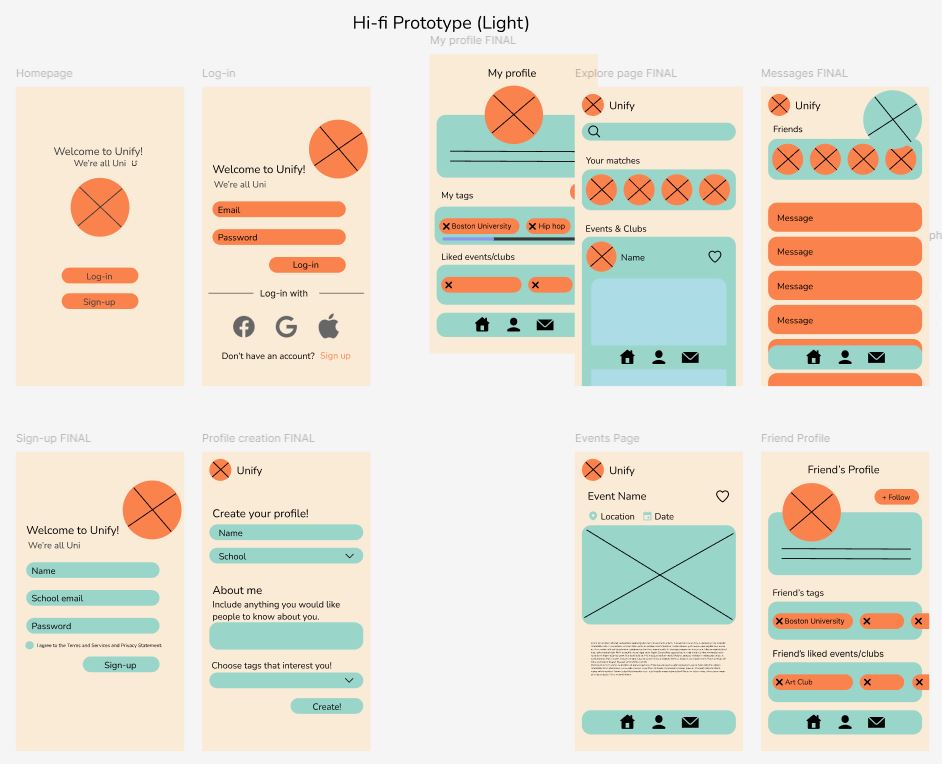 Hi-fi Prototype (Light)
My profile FINAL
Homepage
Log-in
Explore page FINAL
Messages FINAL
Welcome to Unify!
We're all Uni
Log-in
Sign-up
Welcome to Unify!
We're all Uni
Email
Password
Log-in
Log-in with
Don't have an account? Sign up
My profile
My tags
Boston University
Hip hop
Liked events/clubs
Unify
Your matches
Events & Clubs
Name
Unify
Friends
Message
Message
Message
Message
ph
Sign-up FINAL
Profile creation FINAL
Events Page
Friend Profile
Welcome to Unify!
We're all Uni
Name
School email
Password
I agree to the Terms and Services and Privacy Statement
Sign-up
Unify
Create your profile!
Name
School
About me
Include anything you would like
people to know about you.
Choose tags that interest you!
Create!
Unify
Event Name
Location
Date
Friend's Profile
+ Follow
Friend's tags
Boston University
Friend's liked events/clubs
Art Club